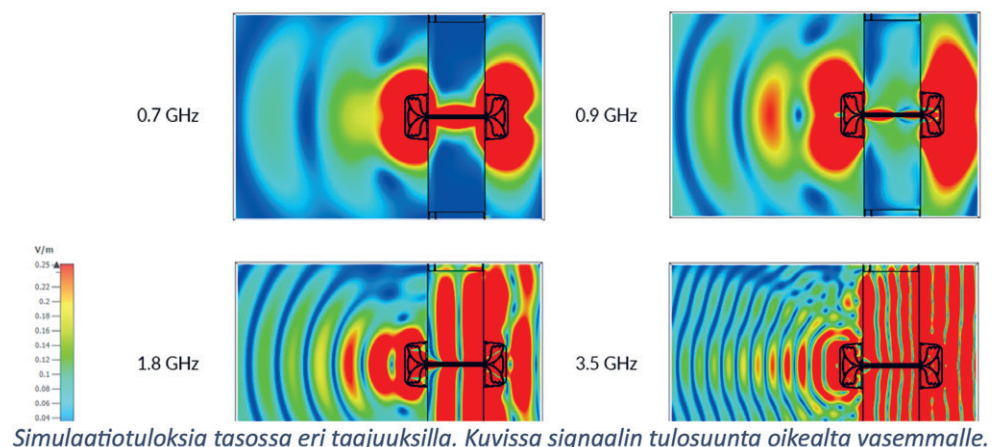 0.7 GHz
0.9 GHz
V/m
0.25
0.22
0.2
0.18
0.16
0.14
0.12
0.1
0.08
0.06
0.04
1.8 GHz
3.5 GHz
Simulaatiotuloksia tasossa eri taajuuksilla. Kuvissa signaalin tulosuunta oikealta vasemmalle.